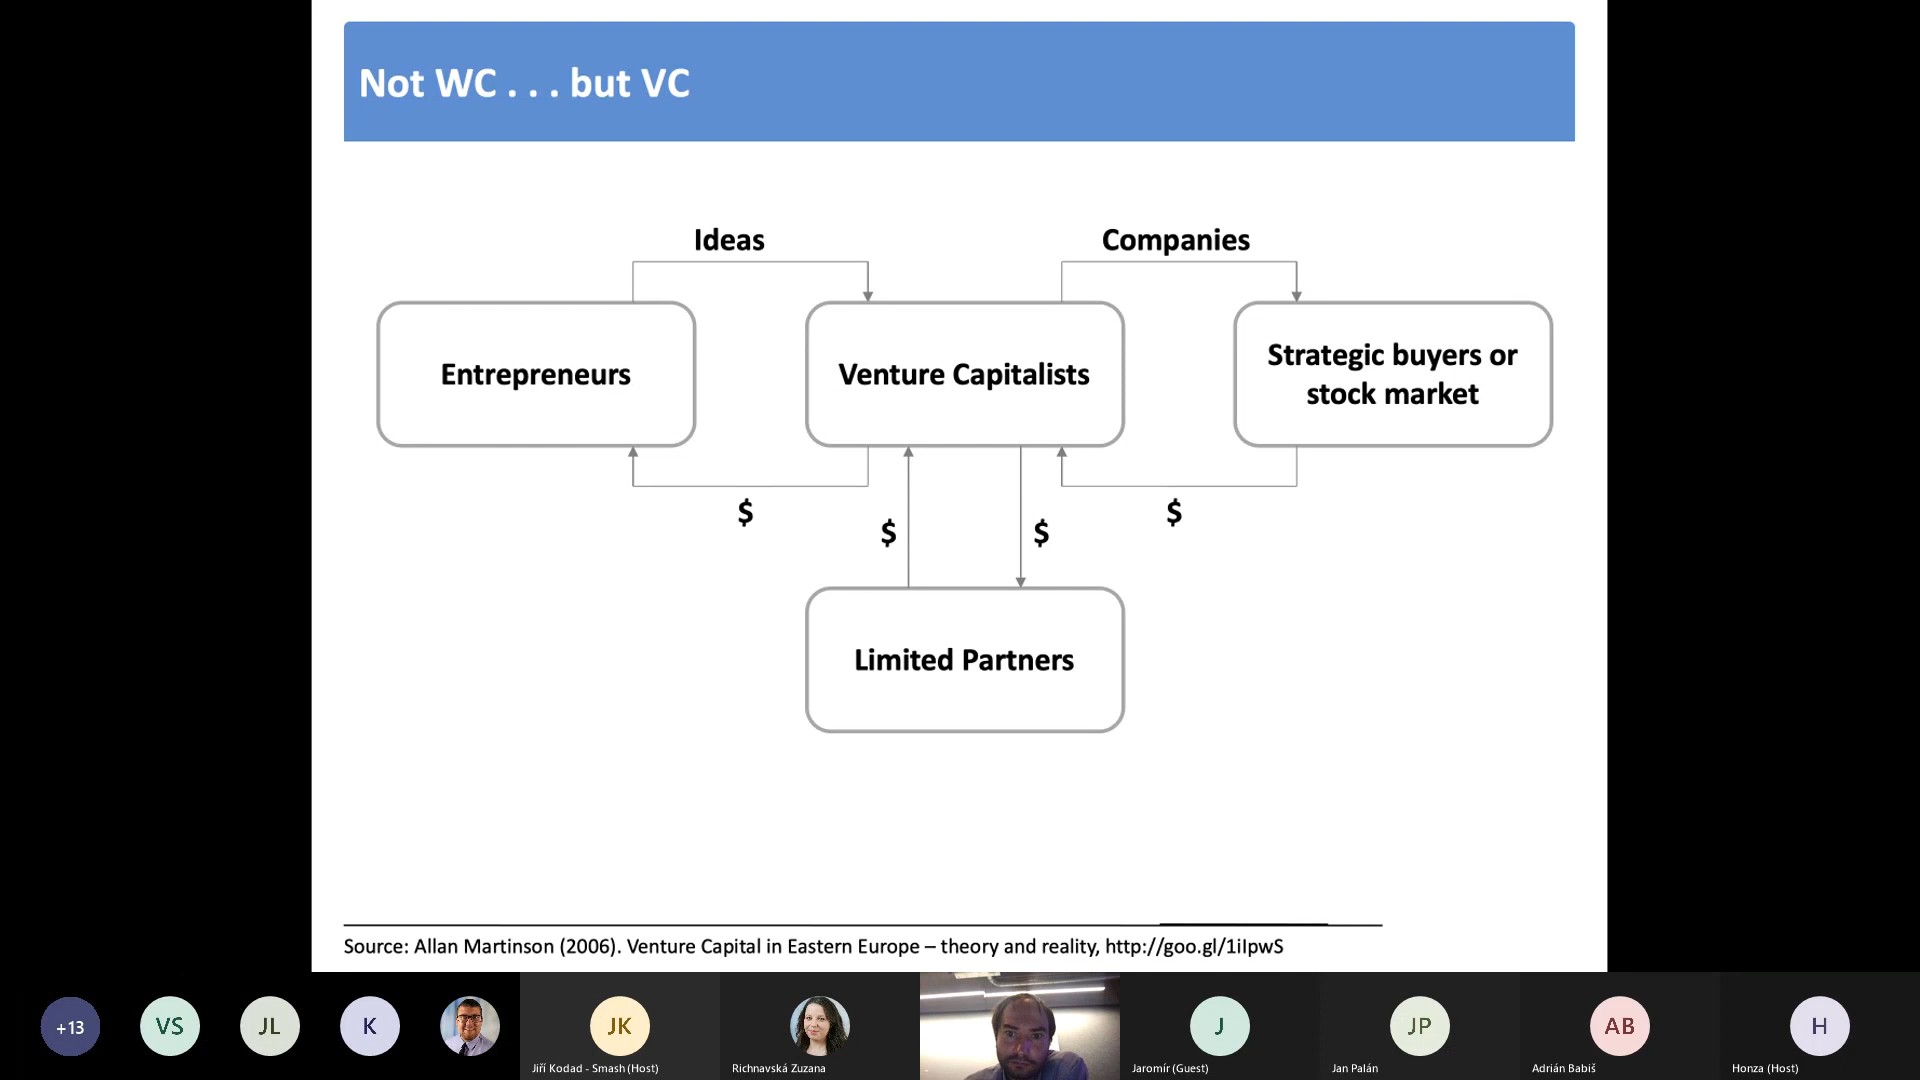 Not WC . . . but VC
Ideas
Companies
Entrepreneurs
Venture Capitalists
Strategic buyers or
stock market
$
$
$
$
Limited Partners
Source: Allan Martinson (2006). Venture Capital in Eastern Europe – theory and reality, http://goo.gl/1iIpwS
+13
VS
JL
K
JK
J
JP
AB
H
Jiří Kodad - Smash (Host)
Richnavská Zuzana
Jaromír (Guest)
Jan Palán
Adrián Babiš
Honza (Host)